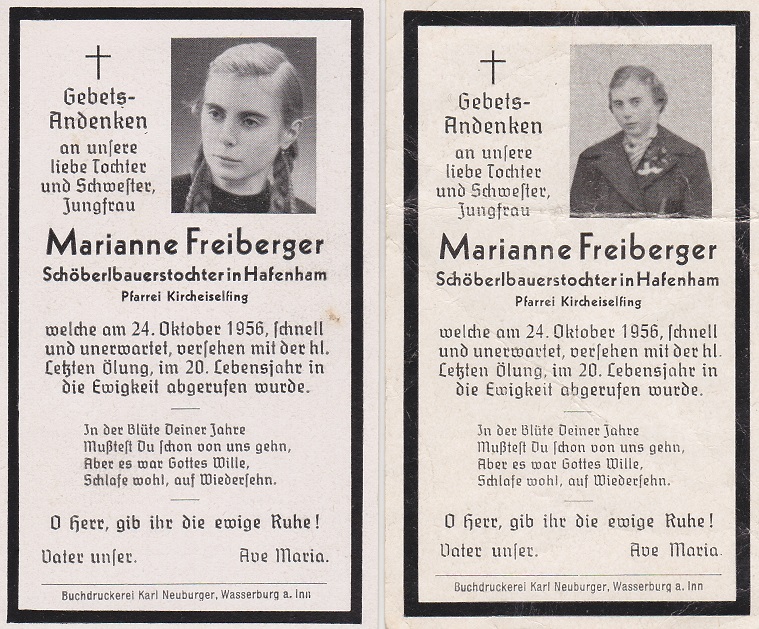 Gebets-
Andenken
an unsere
liebe Tochter
und Schwester,
Jungfrau
Marianne Freiberger
Schöberlbauerstochter in Hafenham
Pfarrei Kircheiselfing
welche am 24. Oktober 1956, schnell
und unerwartet, versehen mit der hl.
Letzten Ölung, im 20. Lebensjahr in
die Ewigkeit abgerufen wurde.
In der Blüte Deiner Jahre
Mußtest Du schon von uns gehn,
Aber es war Gottes Wille,
Schlafe wohl, auf Wiedersehn.
O Herr, gib ihr die ewige Ruhe!
Vater unser. Ave Maria.
Buchdruckerei Karl Neuburger, Wasserburg a. Inn
Gebets-
Andenken
an unsere
liebe Tochter
und Schwester,
Jungfrau
Marianne Freiberger
Schöberlbauerstochter in Hafenham
Pfarrei Kircheiselfing
welche am 24. Oktober 1956, schnell
und unerwartet, versehen mit der hl.
Letzten Ölung, im 20. Lebensjahr in
die Ewigkeit abgerufen wurde.
In der Blüte Deiner Jahre
Mußtest Du schon von uns gehn,
Aber es war Gottes Wille,
Schlafe wohl, auf Wiedersehn.
O Herr, gib ihr die ewige Ruhe!
Vater unser. Ave Maria.
Buchdruckerei Karl Neuburger, Wasserburg a. Inn